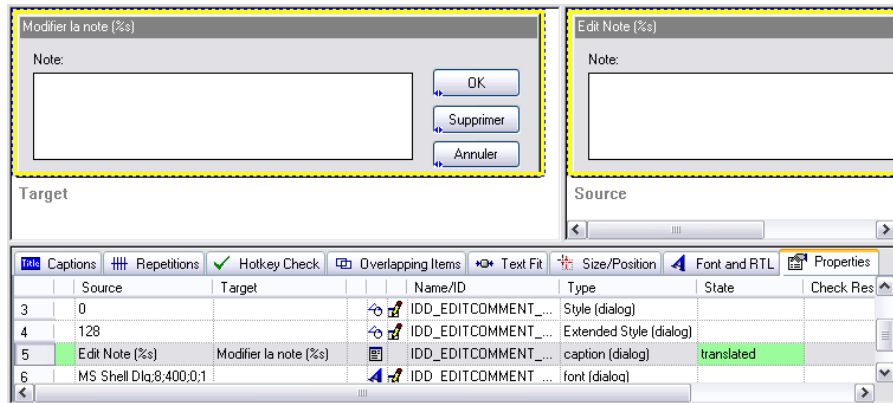 Modifier la note (%s)
Note:
OK
Supprimer
Annuler
Target
Edit Note (%s)
Note:
Source
Title Captions Repetitions Hotkey Check Overlapping Items Text Fit Size/Position Font and RTL Properties
Source Target Name/ID Type State Check Res
3 0 IDD_EDITCOMMENT_... Style (dialog)
4 128 IDD_EDITCOMMENT_... Extended Style (dialog)
5 Edit Note (%s) Modifier la note (%s) IDD_EDITCOMMENT_... caption (dialog) translated
6 MS Shell Dlg;8;400;0;1 IDD_EDITCOMMENT_... font (dialog)